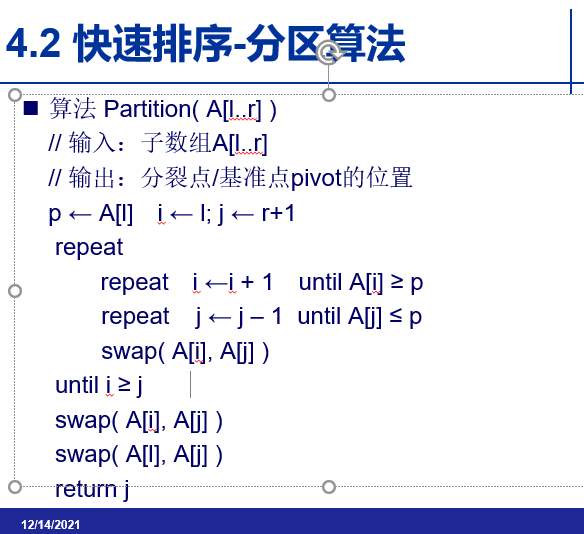 4.2 快速排序-分区算法
■ 算法 Partition( A[l..r] )
// 输入：子数组A[l..r]
// 输出：分裂点/基准点pivot的位置
p ← A[l] i ← l; j ← r+1
repeat
repeat i ←i + 1 until A[i] ≥ p
repeat j ← j – 1 until A[j] ≤ p
swap( A[i], A[j] )
until i ≥ j
swap( A[i], A[j] )
swap( A[l], A[j] )
return j
12/14/2021